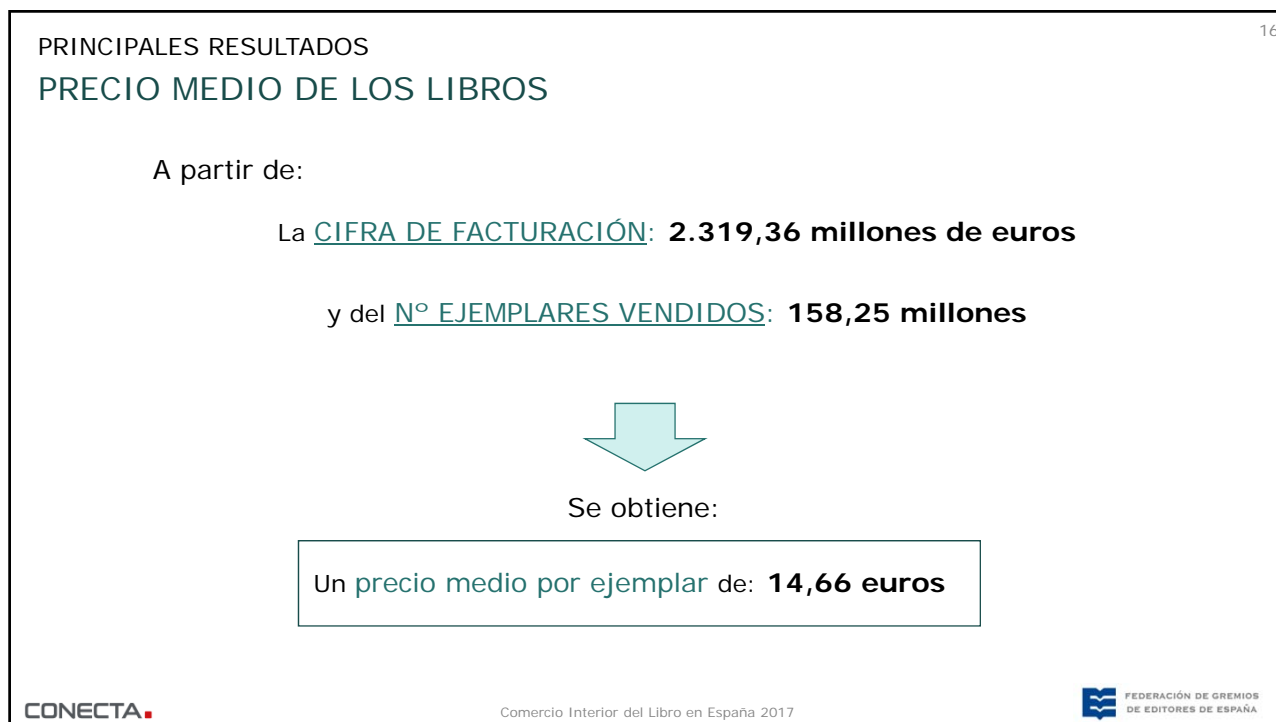 16
PRINCIPALES RESULTADOS
PRECIO MEDIO DE LOS LIBROS
A partir de:
La CIFRA DE FACTURACIÓN: 2.319,36 millones de euros
y del Nº EJEMPLARES VENDIDOS: 158,25 millones
Se obtiene:
Un precio medio por ejemplar de: 14,66 euros
CONECTA.
Comercio Interior del Libro en España 2017
FEDERACIÓN DE GREMIOS
DE EDITORES DE ESPAÑA